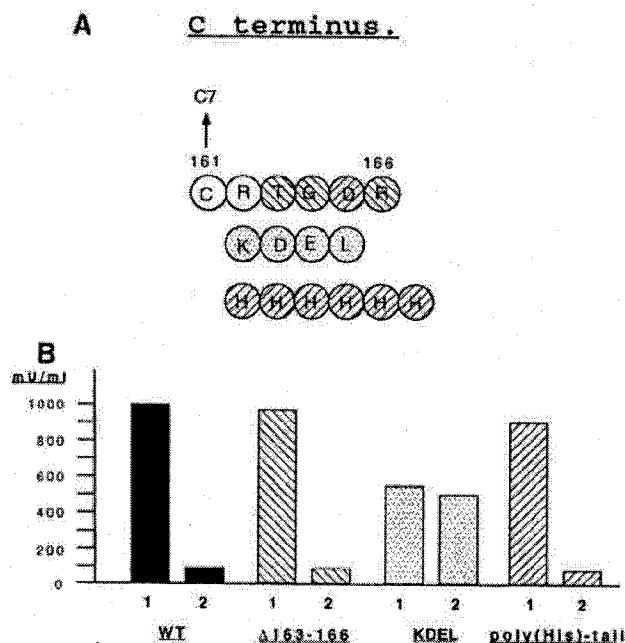 A C terminus.
C7
161 166
C R T G D R
K D E L
H H H H H H
B
mU/ml
1000
800
600
400
200
0
1 2 1 2 1 2 1 2
WT Δ163-166 KDEL poly(His)-tail